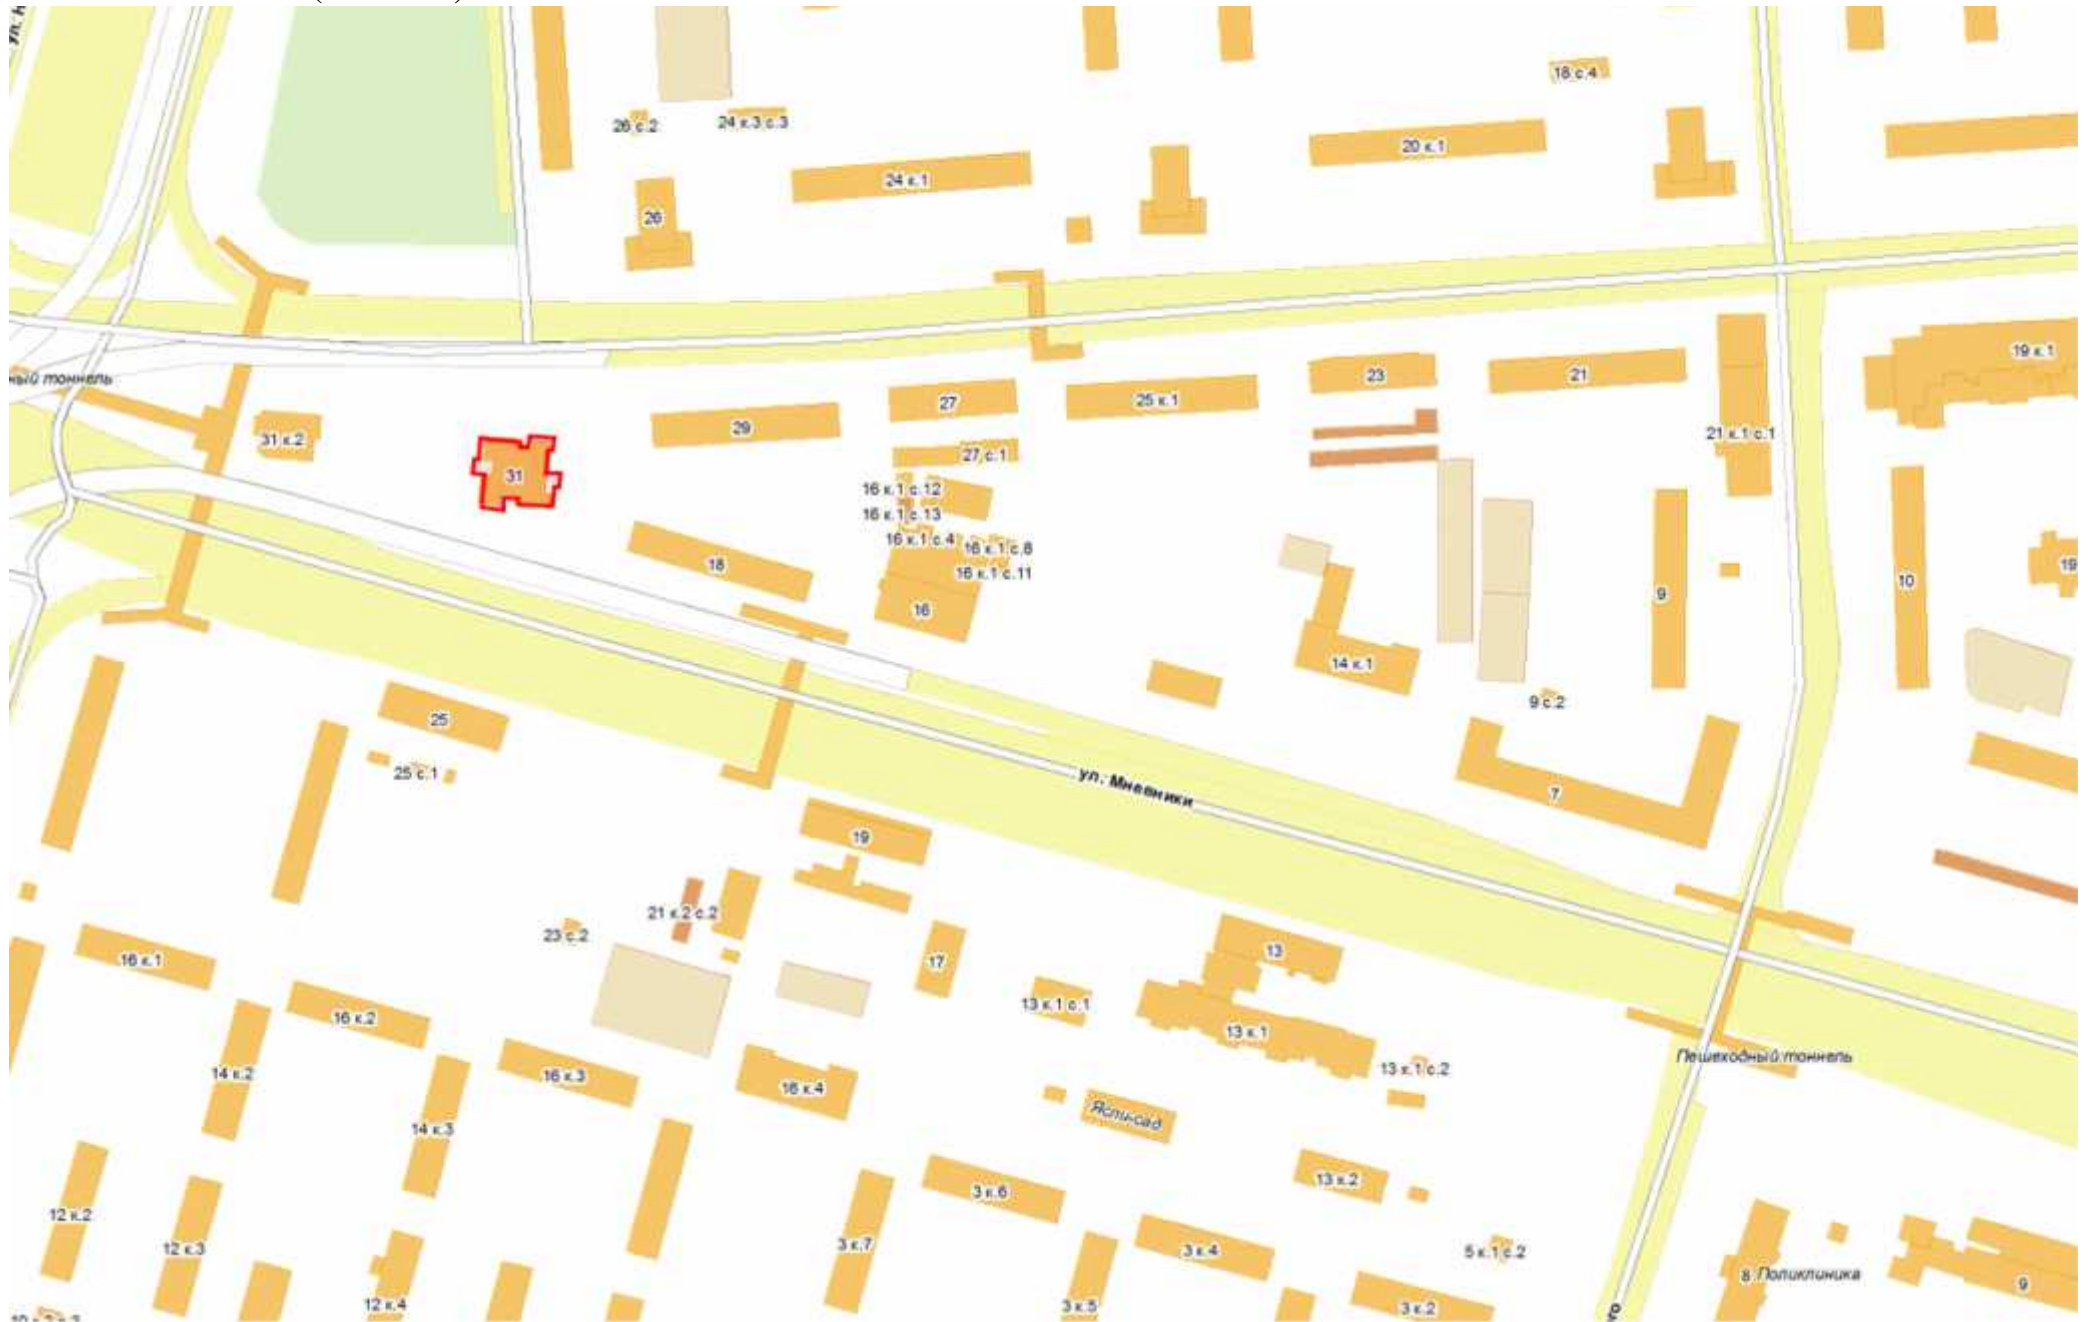 18 с.4
26 с.2
24 к.3 с.3
20 к.1
24 к.1
26
19 к.1
ный тоннель
23
21
27
25 к.1
29
31 к.2
21 к.1 с.1
27 с.1
31
16 к.1 с.12
16 к.1 с.13
16 к.1 с.4
16 к.1 с.8
18
16 к.1 с.11
19
10
9
16
14 к.1
9 с.2
25
25 с.1
ул. Мневники
7
19
21 к.2 с.2
23 с.2
13
16 к.1
17
13 к.1 с.1
16 к.2
13 к.1
Пешеходный тоннель
14 к.2
16 к.3
13 к.1 с.2
16 к.4
Ясли-сад
14 к.3
13 к.2
3 к.6
12 к.2
12 к.3
3 к.7
3 к.4
5 к.1 с.2
8 Поликлиника
9
12 к.4
3 к.5
3 к.2